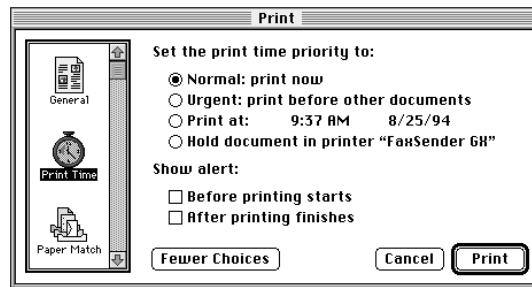 Print
General
Print Time
Paper Match
Set the print time priority to:
Normal: print now
Urgent: print before other documents
Print at: 9:37 AM 8/25/94
Hold document in printer “FaxSender GX”
Show alert:
Before printing starts
After printing finishes
Fewer Choices
Cancel
Print